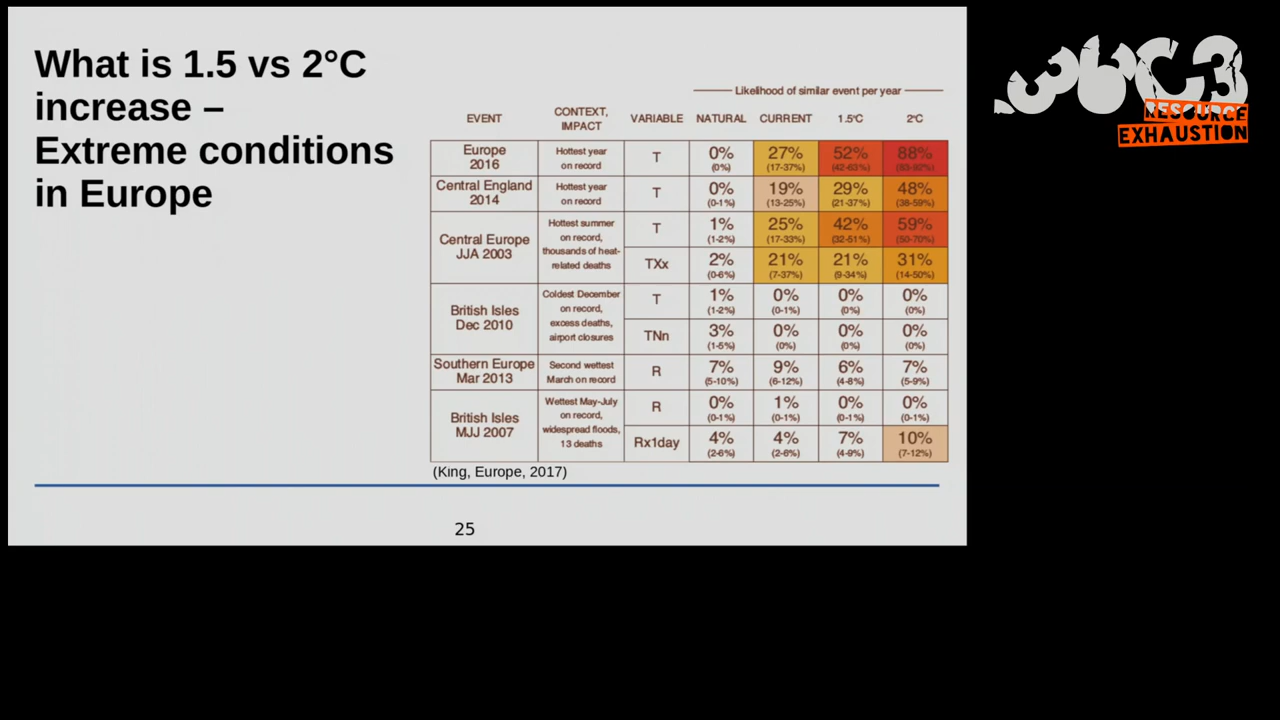 What is 1.5 vs 2°C
increase –
Extreme conditions
in Europe
36C3
RESOURCE
EXHAUSTION
Likelihood of similar event per year
EVENT CONTEXT, IMPACT VARIABLE NATURAL CURRENT 1.5°C 2°C
Europe 2016 Hottest year on record T 0% (0%) 27% (17-37%) 52% (42-63%) 88% (83-92%)
Central England 2014 Hottest year on record T 0% (0-1%) 19% (13-25%) 29% (21-37%) 48% (38-59%)
Central Europe JJA 2003 Hottest summer on record, thousands of heat-related deaths T 1% (1-2%) 25% (17-33%) 42% (32-51%) 59% (50-70%)
TXx 2% (0-6%) 21% (7-37%) 21% (9-34%) 31% (14-50%)
British Isles Dec 2010 Coldest December on record, excess deaths, airport closures T 1% (1-2%) 0% (0-1%) 0% (0%) 0% (0%)
TNn 3% (1-5%) 0% (0%) 0% (0%) 0% (0%)
Southern Europe Mar 2013 Second wettest March on record R 7% (5-10%) 9% (6-12%) 6% (4-8%) 7% (5-9%)
British Isles MJJ 2007 Wettest May-July on record, widespread floods, 13 deaths R 0% (0-1%) 1% (0-1%) 0% (0-1%) 0% (0-1%)
Rx1day 4% (2-6%) 4% (2-6%) 7% (4-9%) 10% (7-12%)
(King, Europe, 2017)
25